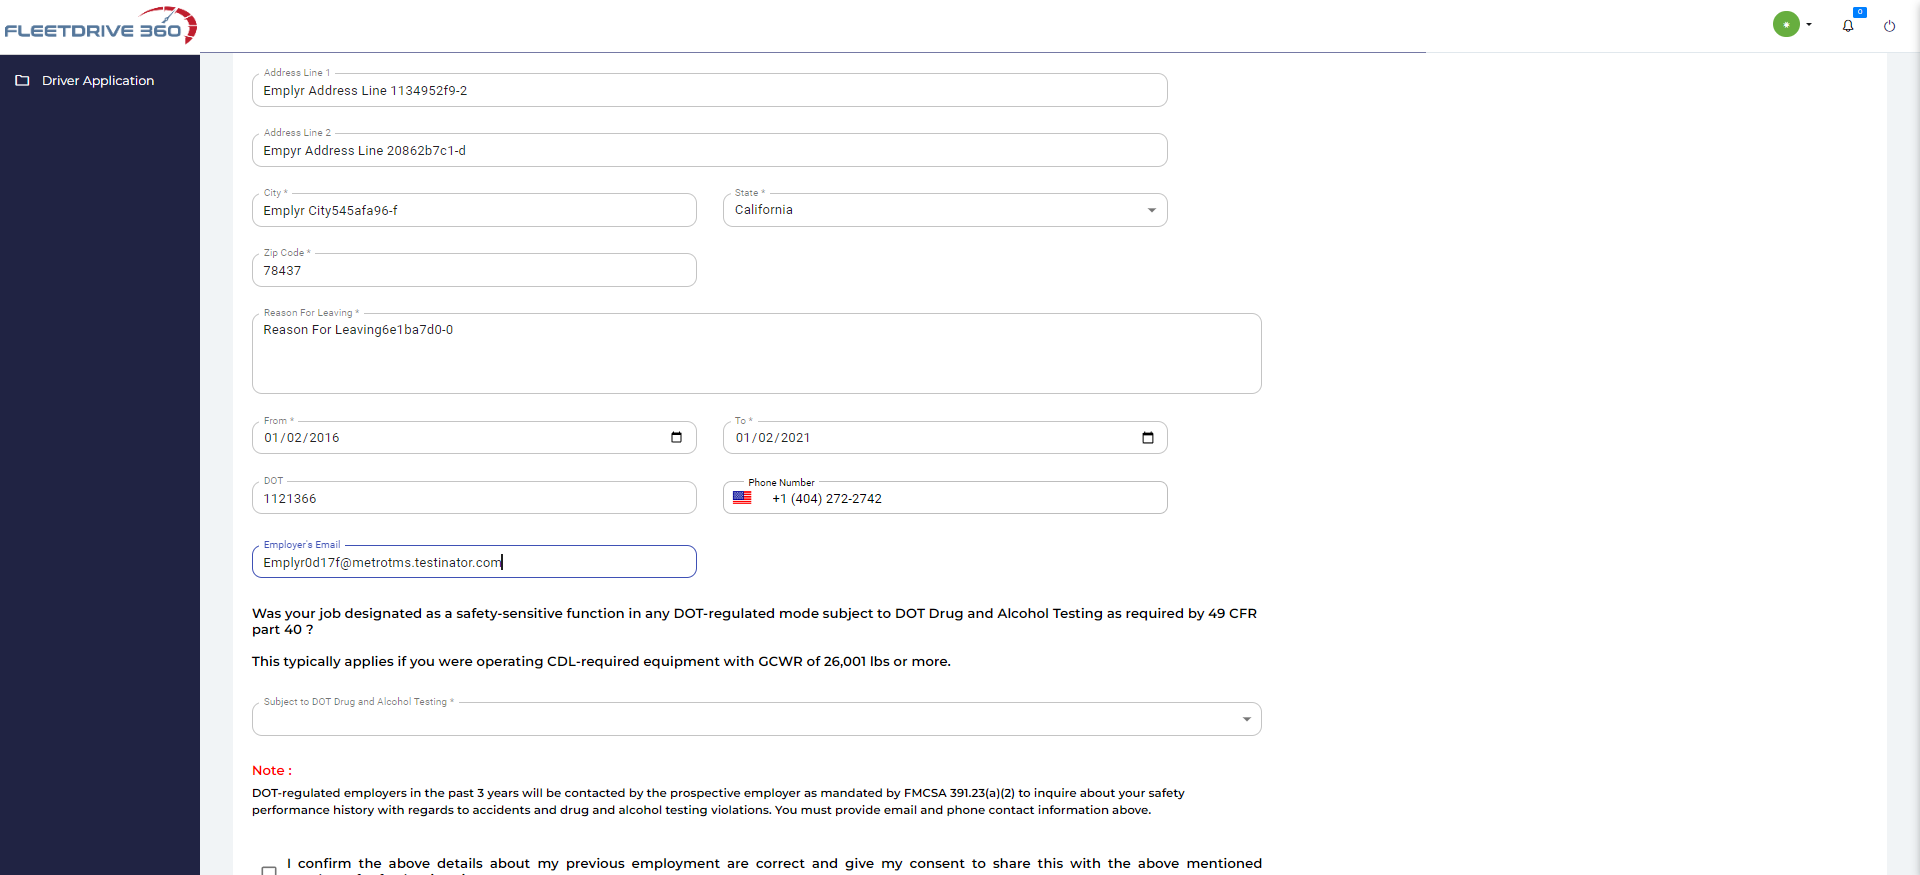 FLEETDRIVE 360
0
Driver Application
Address Line 1
Emplyr Address Line 1134952f9-2
Address Line 2
Empyr Address Line 20862b7c1-d
City *
Emplyr City545afa96-f
State *
California
Zip Code *
78437
Reason For Leaving *
Reason For Leaving6e1ba7d0-0
From *
01/02/2016
To *
01/02/2021
DOT
1121366
Phone Number
+1 (404) 272-2742
Employer's Email
Emplyr0d17f@metrotms.testinator.com
Was your job designated as a safety-sensitive function in any DOT-regulated mode subject to DOT Drug and Alcohol Testing as required by 49 CFR
part 40 ?
This typically applies if you were operating CDL-required equipment with GCWR of 26,001 lbs or more.
Subject to DOT Drug and Alcohol Testing *
Note :
DOT-regulated employers in the past 3 years will be contacted by the prospective employer as mandated by FMCSA 391.23(a)(2) to inquire about your safety
performance history with regards to accidents and drug and alcohol testing violations. You must provide email and phone contact information above.
I confirm the above details about my previous employment are correct and give my consent to share this with the above mentioned